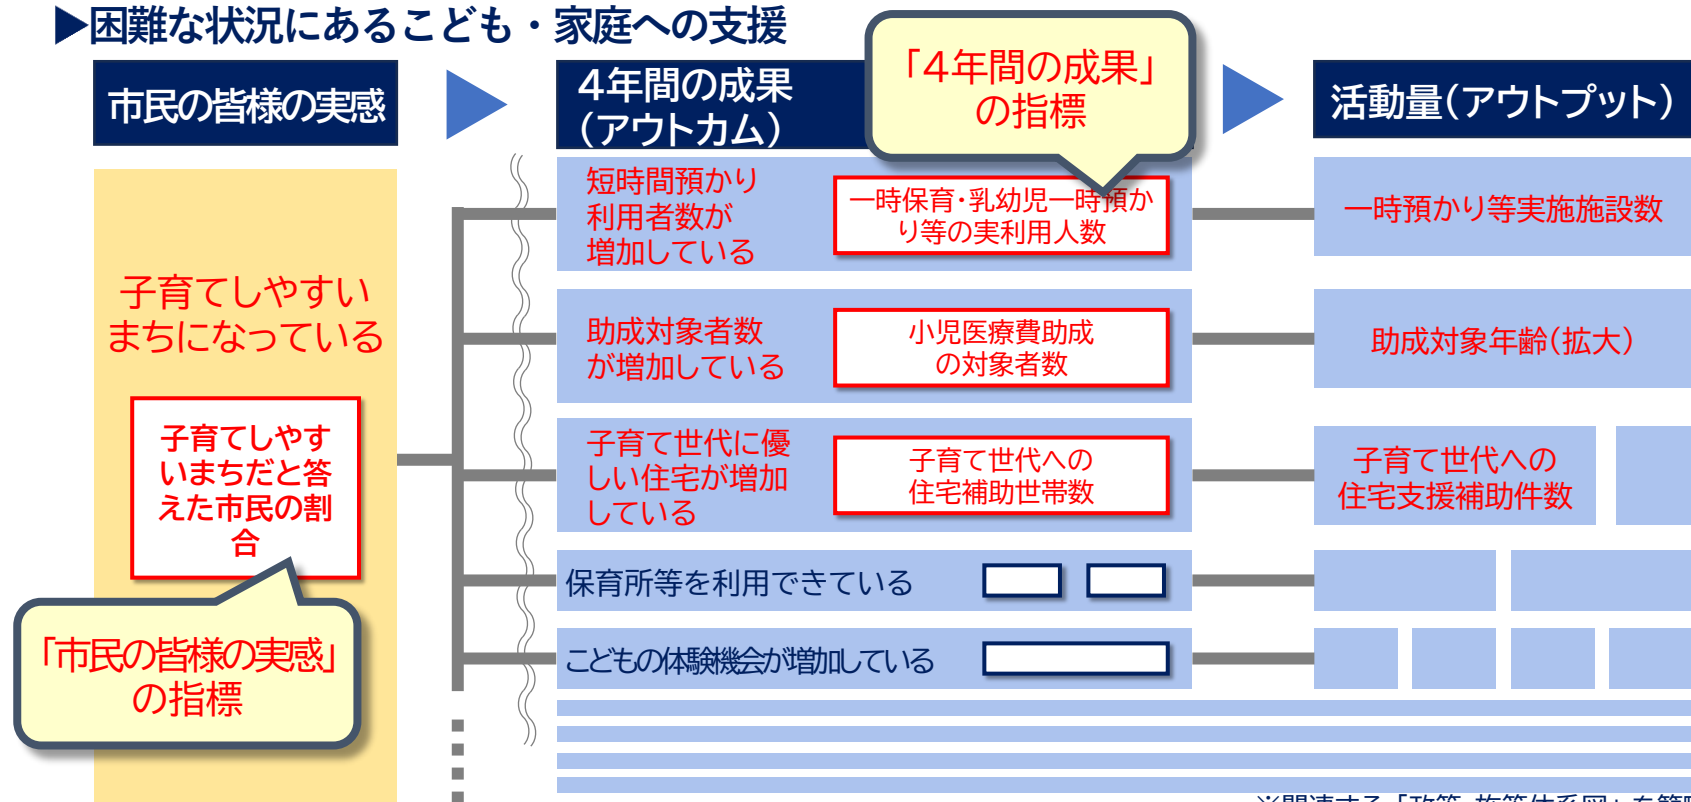 ▶困難な状況にあるこども・家庭への支援
市民の皆様の実感
4年間の成果
(アウトカム)
「4年間の成果」
の指標
活動量(アウトプット)
子育てしやすい
まちになっている
子育てしやす
いまちだと答
えた市民の割
合
「市民の皆様の実感」
の指標
短時間預かり
利用者数が
増加している
一時保育・乳幼児一時預か
り等の実利用人数
一時預かり等実施施設数
助成対象者数
が増加している
小児医療費助成
の対象者数
助成対象年齢(拡大)
子育て世代に優
しい住宅が増加
している
子育て世代への
住宅補助世帯数
子育て世代への
住宅支援補助件数
保育所等を利用できている
こどもの体験機会が増加している